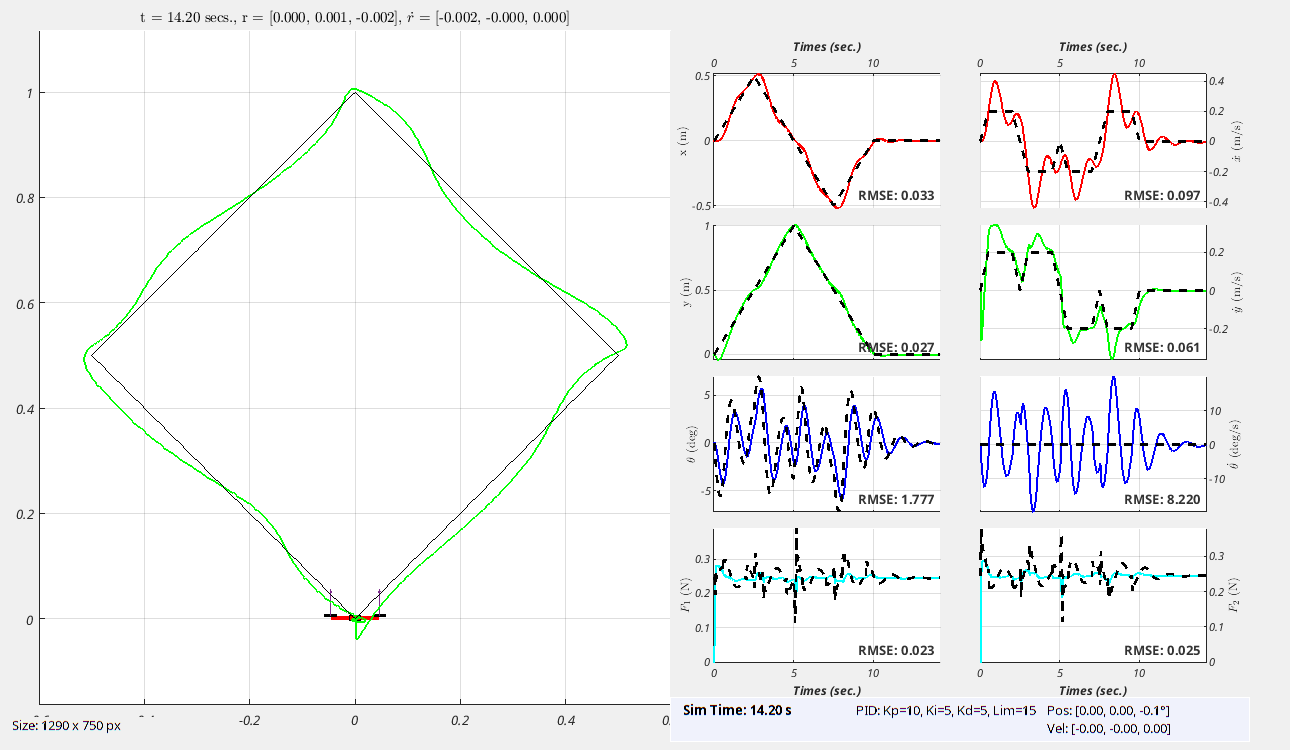 t = 14.20 secs., r = [0.000, 0.001, -0.002], ṙ = [-0.002, -0.000, 0.000]
1
0.8
0.6
0.4
0.2
0
-0.2 0 0.2 0.4
Size: 1290 x 750 px
Times (sec.) Times (sec.)
0 5 10 0 5 10
0.5
0
-0.5
x (m)
RMSE: 0.033
0.4
0.2
0
-0.2
-0.4
ẋ (m/s)
RMSE: 0.097
1
0.5
0
y (m)
RMSE: 0.027
0.2
0
-0.2
ẏ (m/s)
RMSE: 0.061
5
0
-5
θ (deg)
RMSE: 1.777
10
0
-10
θ̇ (deg/s)
RMSE: 8.220
0.3
0.2
0.1
0
F₁ (N)
RMSE: 0.023
0.3
0.2
0.1
0
F₂ (N)
RMSE: 0.025
0 5 10 0 5 10
Times (sec.) Times (sec.)
Sim Time: 14.20 s PID: Kp=10, Ki=5, Kd=5, Lim=15 Pos: [0.00, 0.00, -0.1°]
Vel: [-0.00, -0.00, 0.00]